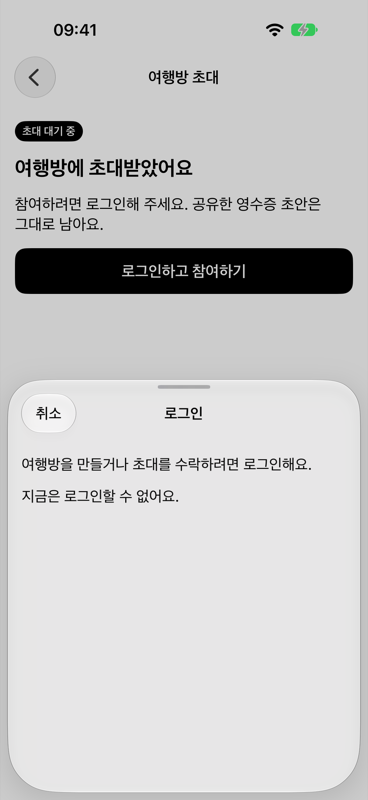 09:41
여행방 초대
초대 대기 중
여행방에 초대받았어요
참여하려면 로그인해 주세요. 공유한 영수증 초안은
그대로 남아요.
로그인하고 참여하기
취소
로그인
여행방을 만들거나 초대를 수락하려면 로그인해요.
지금은 로그인할 수 없어요.